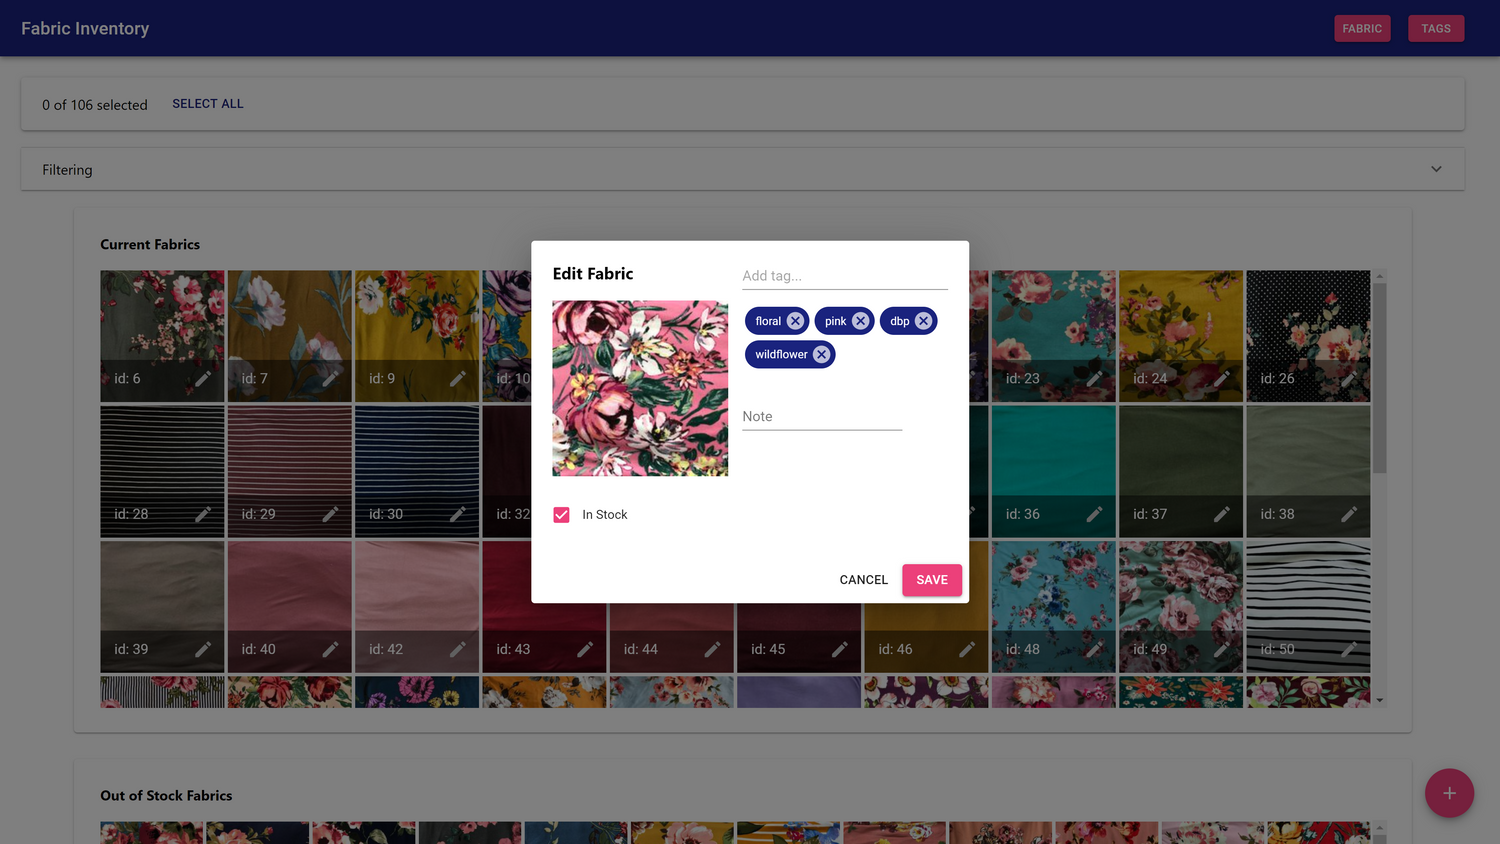 Fabric Inventory
FABRIC
TAGS
0 of 106 selected
SELECT ALL
Filtering
Current Fabrics
Edit Fabric
Add tag...
floral
pink
dbp
wildflower
Note
In Stock
CANCEL
SAVE
id: 6
id: 7
id: 9
id: 10
id: 23
id: 24
id: 26
id: 28
id: 29
id: 30
id: 32
id: 36
id: 37
id: 38
id: 39
id: 40
id: 42
id: 43
id: 44
id: 45
id: 46
id: 48
id: 49
id: 50
Out of Stock Fabrics